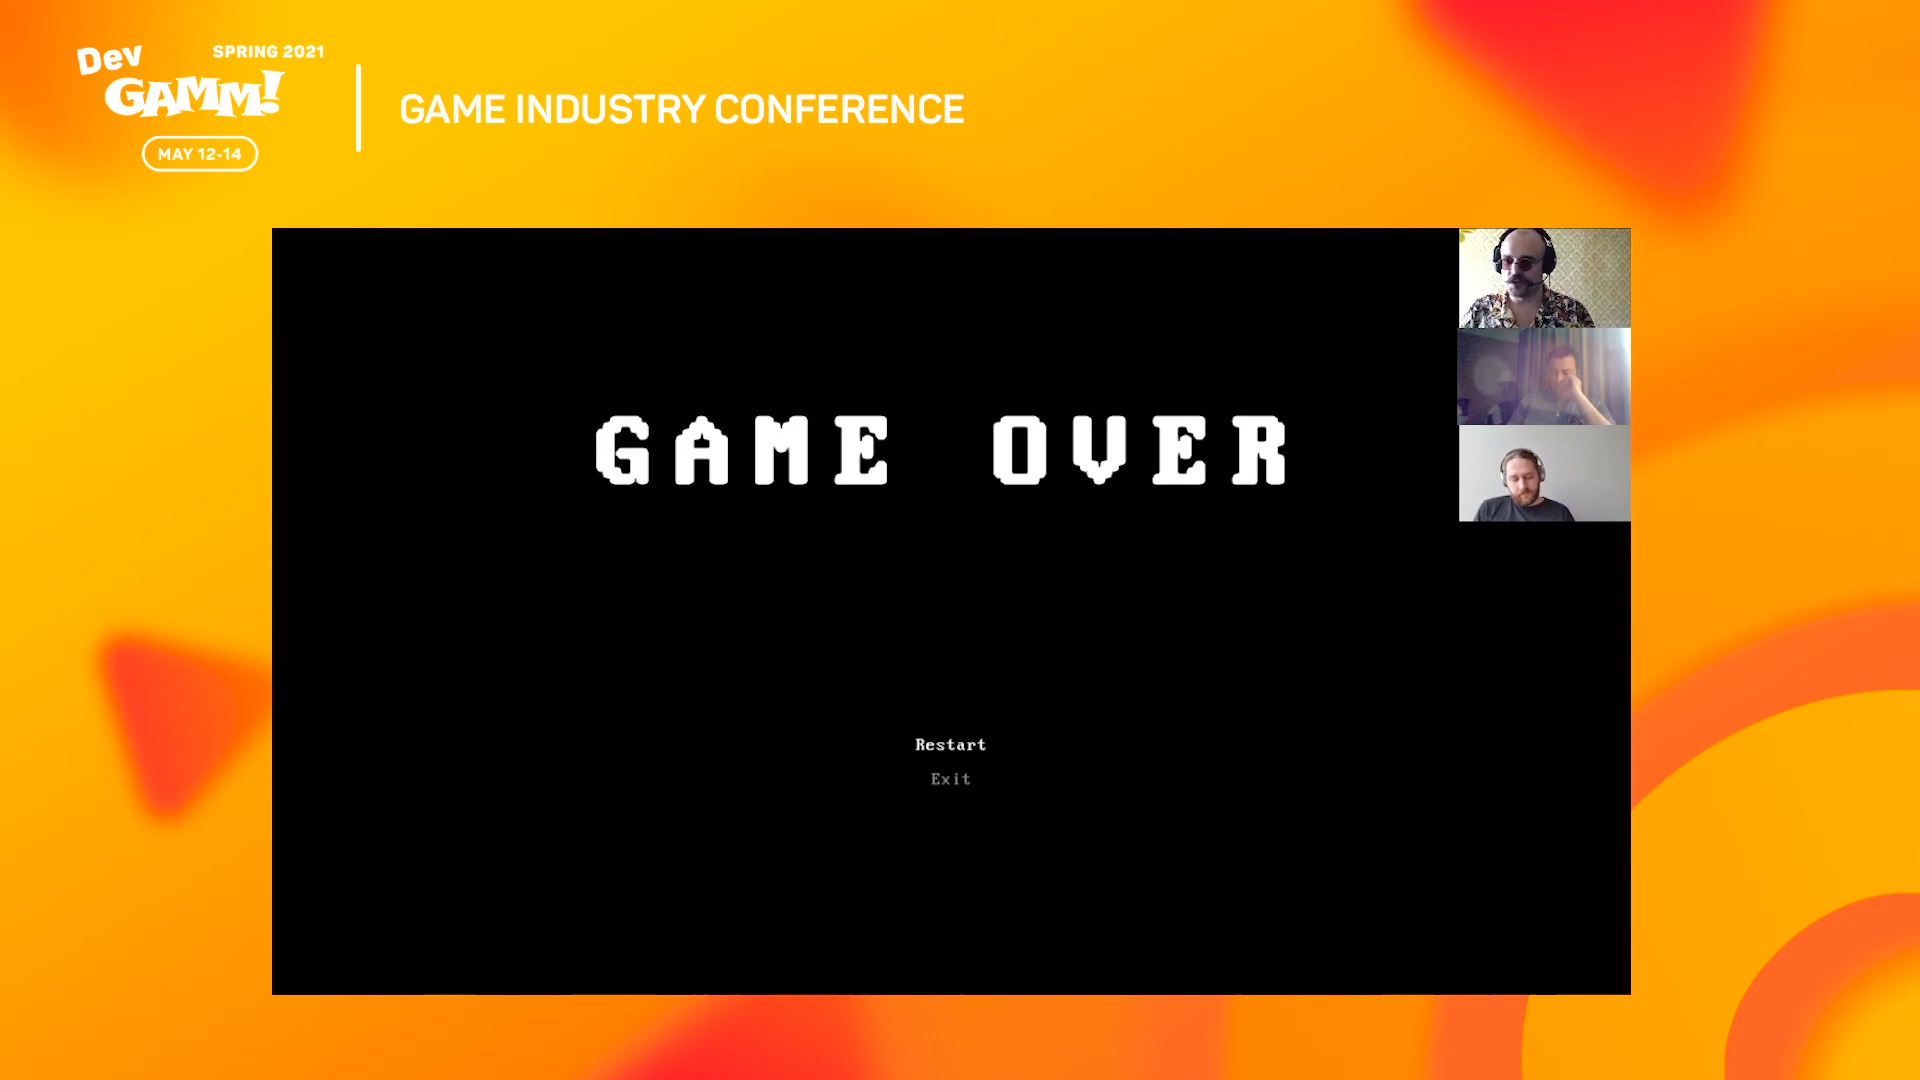 Dev
SPRING 2021
GAMM!
MAY 12-14
GAME INDUSTRY CONFERENCE
GAME OVER
Restart
Exit